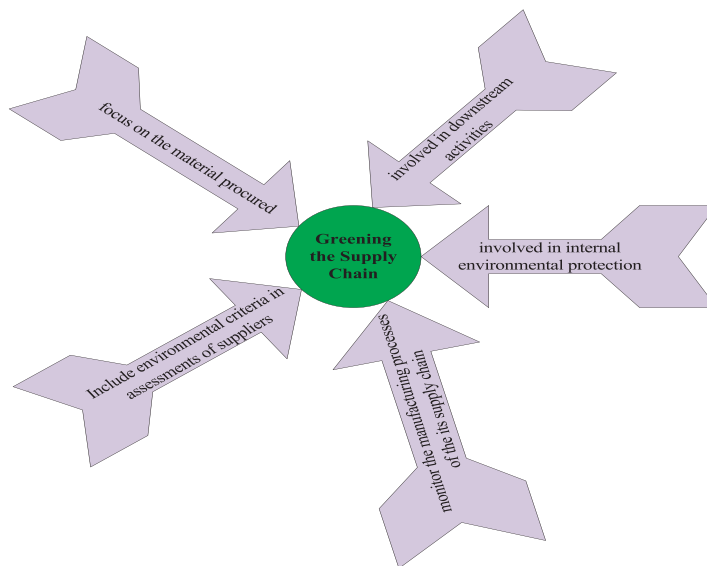 focus on the material procured
involved in downstream
activities
Greening
the Supply
Chain
involved in internal
environmental protection
Include environmental criteria in
assessments of suppliers
monitor the manufacturing processes
of the its supply chain